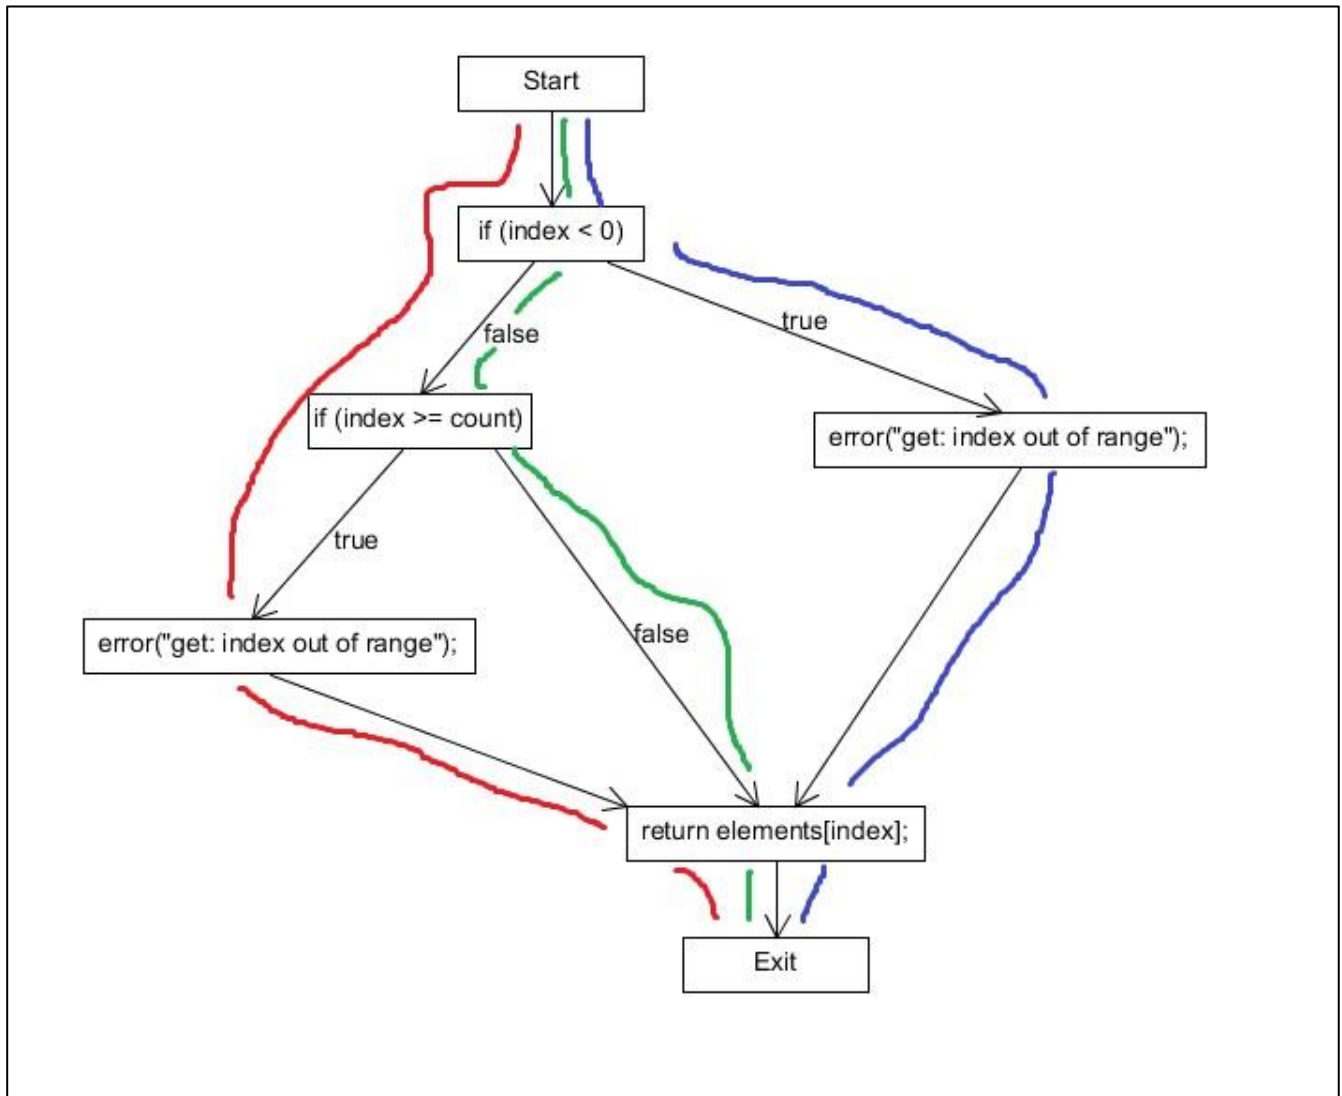 Start
if (index < 0)
false
true
if (index >= count)
error("get: index out of range");
true
false
error("get: index out of range");
return elements[index];
Exit